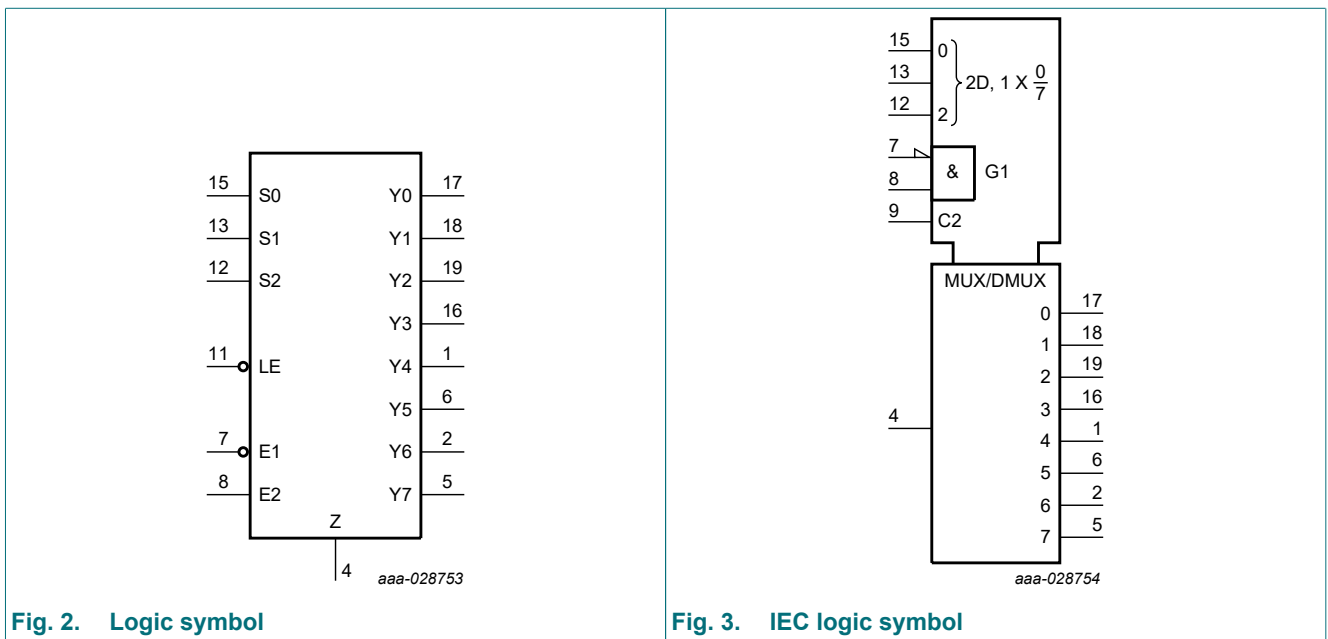 15 S0 Y0 17
13 S1 Y1 18
12 S2 Y2 19
Y3 16
11 LE Y4 1
Y5 6
7 E1 Y6 2
8 E2 Y7 5
Z
4
aaa-028753
Fig. 2. Logic symbol
15 0
13 2D, 1 X 0/7
12 2
7
& G1
8
9 C2
MUX/DMUX
0 17
1 18
2 19
3 16
4
4 1
5 6
6 2
7 5
aaa-028754
Fig. 3. IEC logic symbol